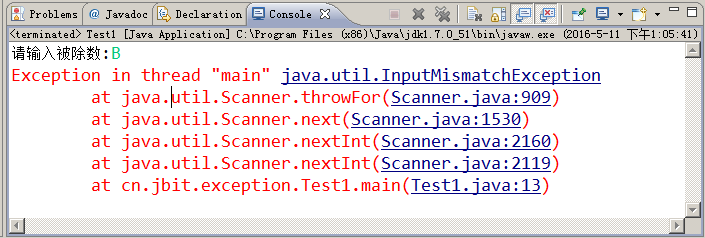 Problems @ Javadoc Declaration Console
<terminated> Test1 [Java Application] C:\Program Files (x86)\Java\jdk1.7.0_51\bin\javaw.exe (2016-5-11 下午1:05:41)
请输入被除数:B
Exception in thread "main" java.util.InputMismatchException
at java.util.Scanner.throwFor(Scanner.java:909)
at java.util.Scanner.next(Scanner.java:1530)
at java.util.Scanner.nextInt(Scanner.java:2160)
at java.util.Scanner.nextInt(Scanner.java:2119)
at cn.jbit.exception.Test1.main(Test1.java:13)